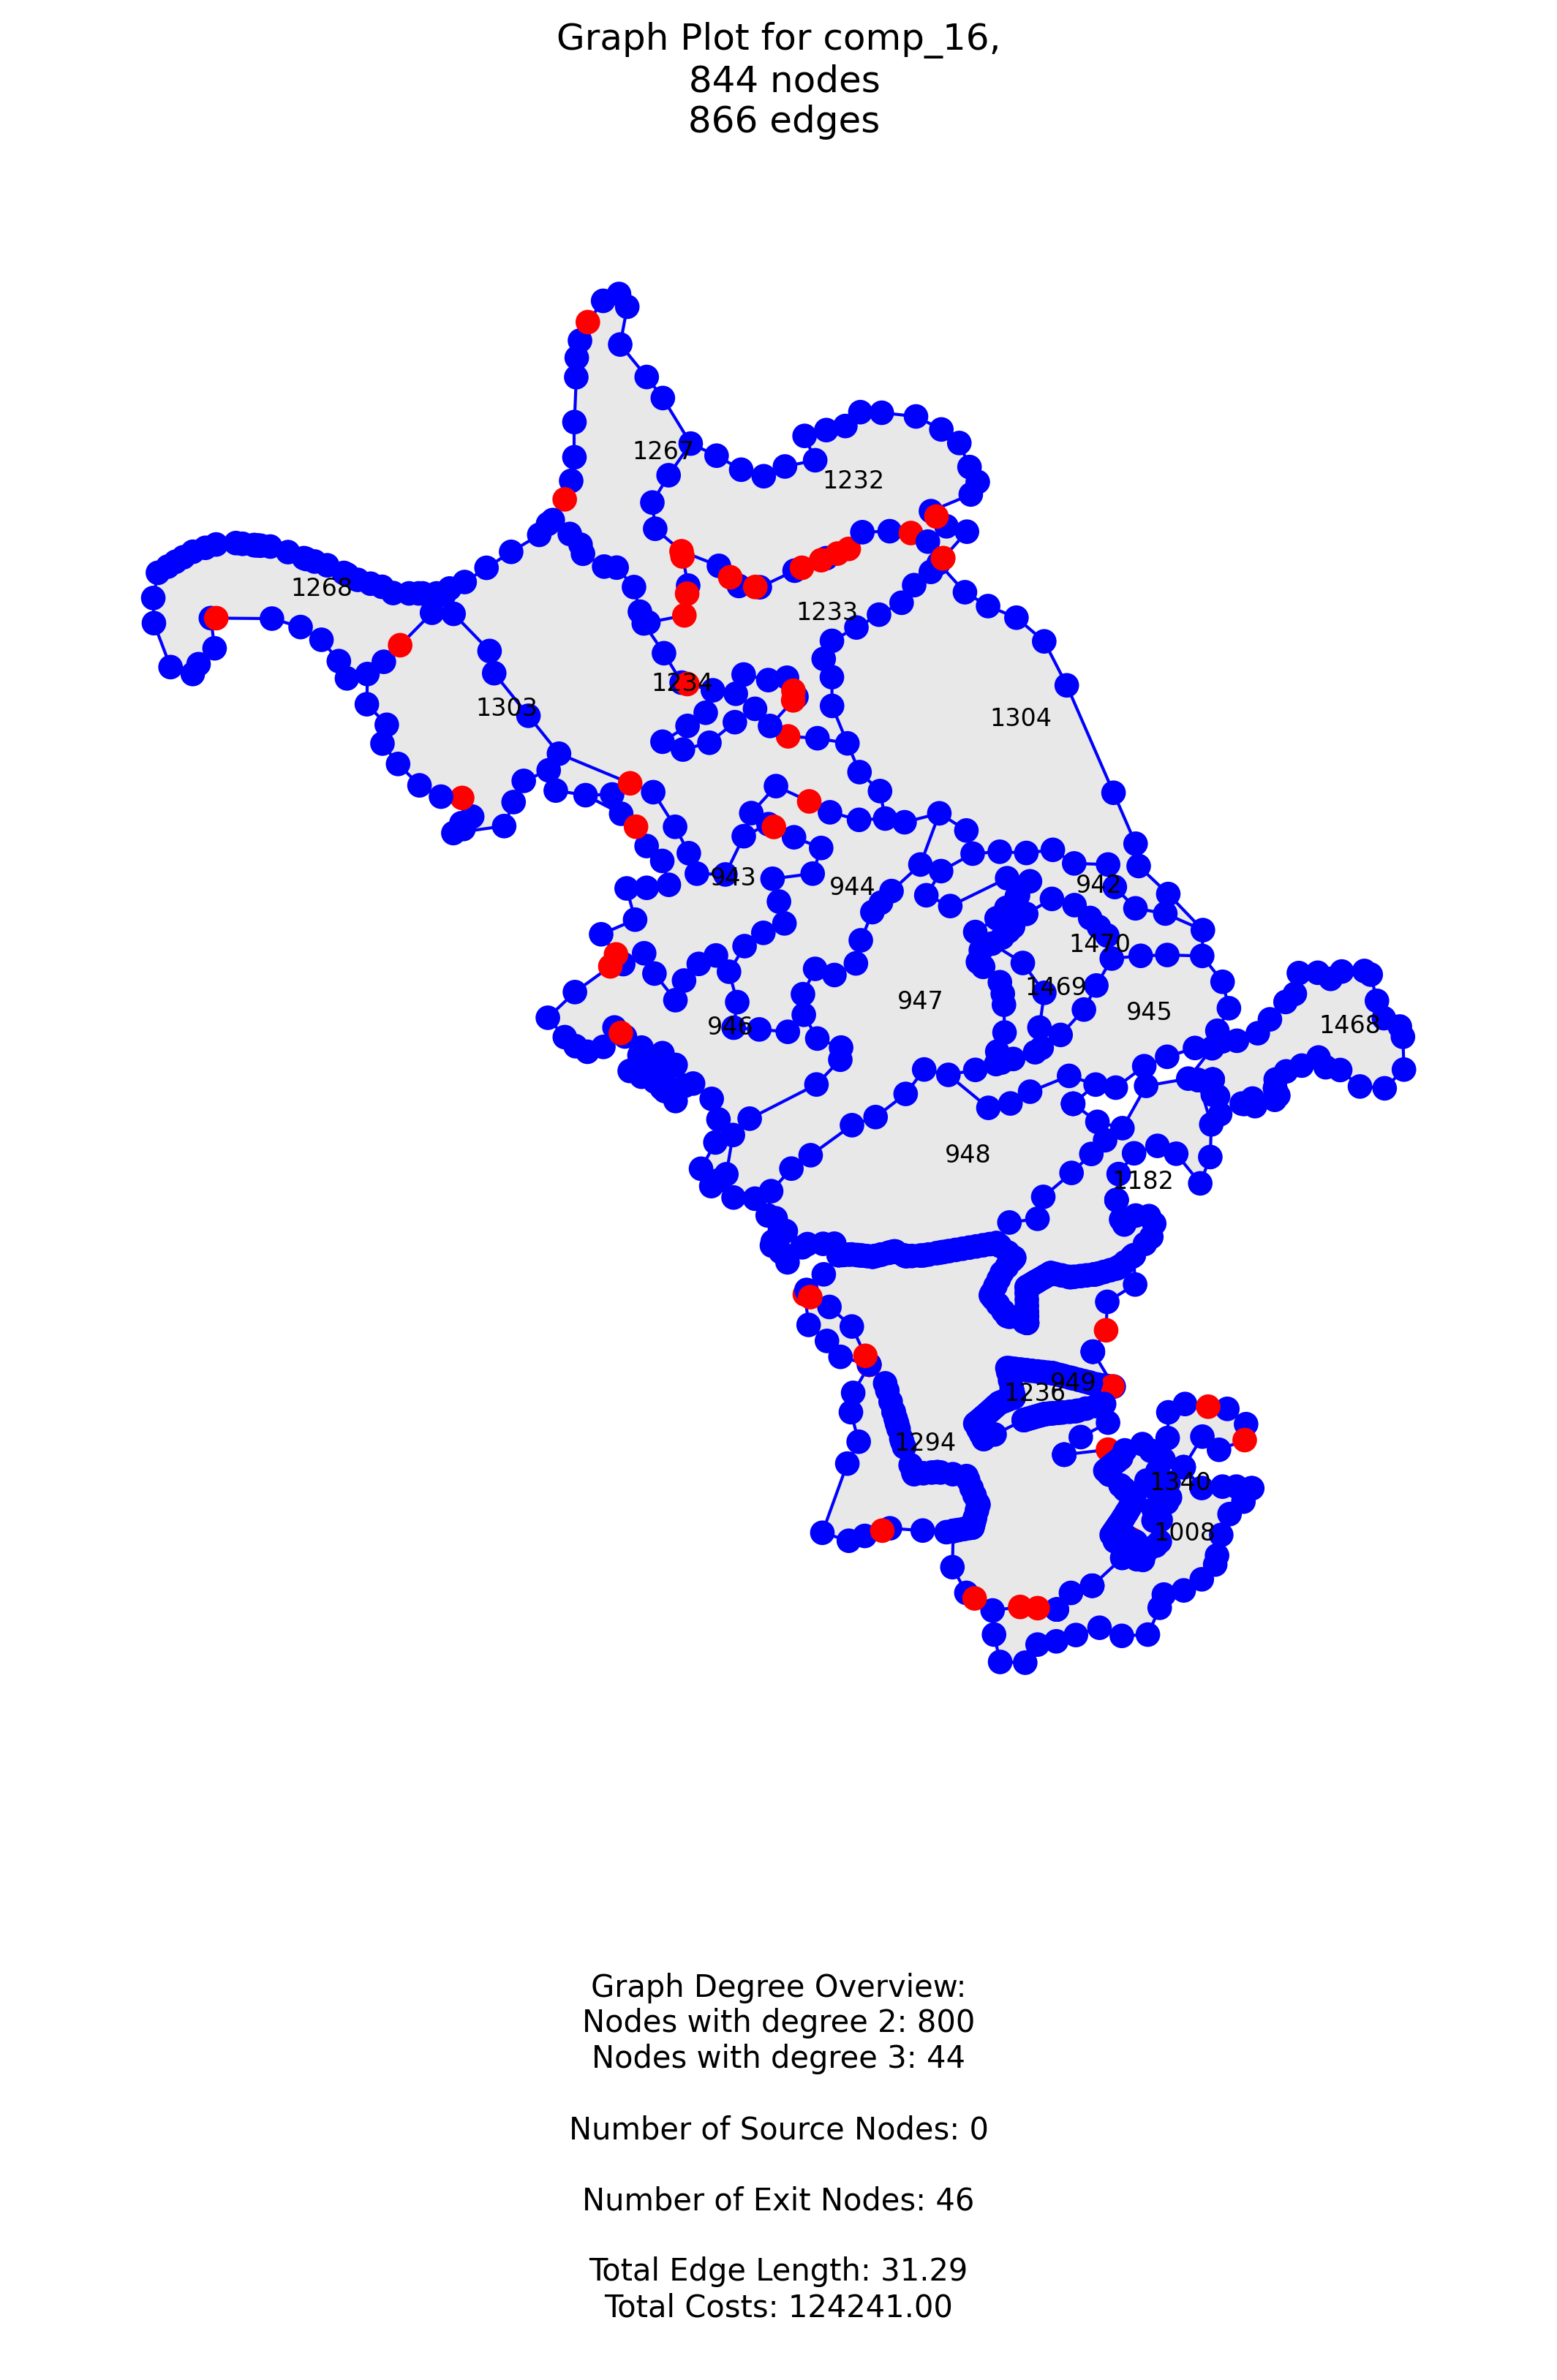 Graph Plot for comp_16,
844 nodes
866 edges
1267
1232
1268
1233
1234
1303
1304
943
944
942
1470
1469
947
945
946
1468
948
1182
949
1236
1294
1340
1008
Graph Degree Overview:
Nodes with degree 2: 800
Nodes with degree 3: 44
Number of Source Nodes: 0
Number of Exit Nodes: 46
Total Edge Length: 31.29
Total Costs: 124241.00